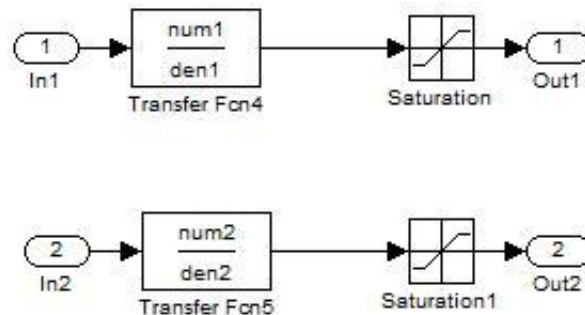 num1
1
1
den1
In1
Transfer Fcn4
Saturation
Out1
num2
2
2
den2
In2
Transfer Fcn5
Saturation1
Out2